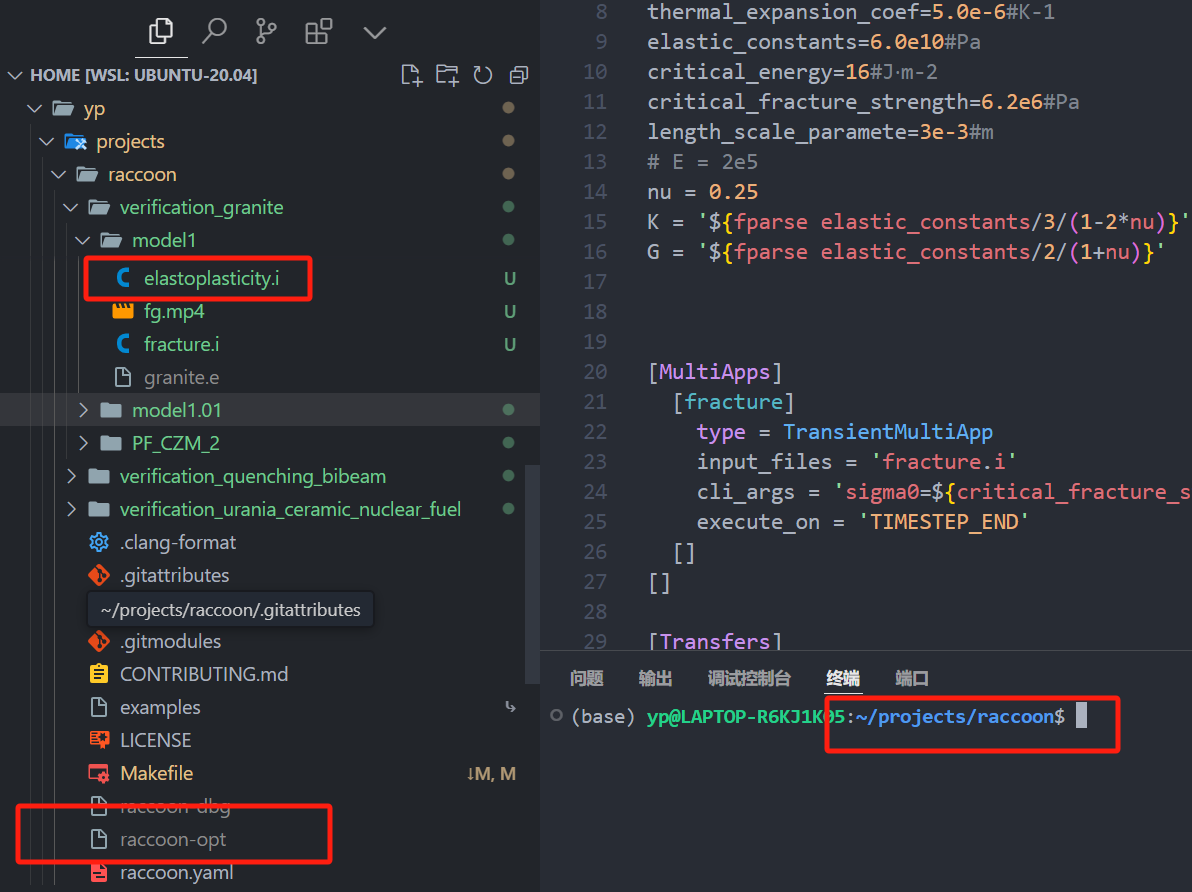 HOME [WSL: UBUNTU-20.04]
yp
projects
raccoon
verification_granite
model1
elastoplasticity.i U
fg.mp4 U
fracture.i U
granite.e
model1.01
PF_CZM_2
verification_quenching_bibeam
verification_urania_ceramic_nuclear_fuel
.clang-format
.gitattributes
~/projects/raccoon/.gitattributes
.gitmodules
CONTRIBUTING.md
examples
LICENSE
Makefile ↓M, M
raccoon-dbg
raccoon-opt
raccoon.yaml
8 thermal_expansion_coef=5.0e-6#K-1
9 elastic_constants=6.0e10#Pa
10 critical_energy=16#J·m-2
11 critical_fracture_strength=6.2e6#Pa
12 length_scale_paramete=3e-3#m
13 # E = 2e5
14 nu = 0.25
15 K = '${fparse elastic_constants/3/(1-2*nu)}'
16 G = '${fparse elastic_constants/2/(1+nu)}'
17
18
19
20 [MultiApps]
21 [fracture]
22 type = TransientMultiApp
23 input_files = 'fracture.i'
24 cli_args = 'sigma0=${critical_fracture_s
25 execute_on = 'TIMESTEP_END'
26 []
27 []
28
29 [Transfers]
问题 输出 调试控制台 终端 端口
(base) yp@LAPTOP-R6KJ1K05:~/projects/raccoon$